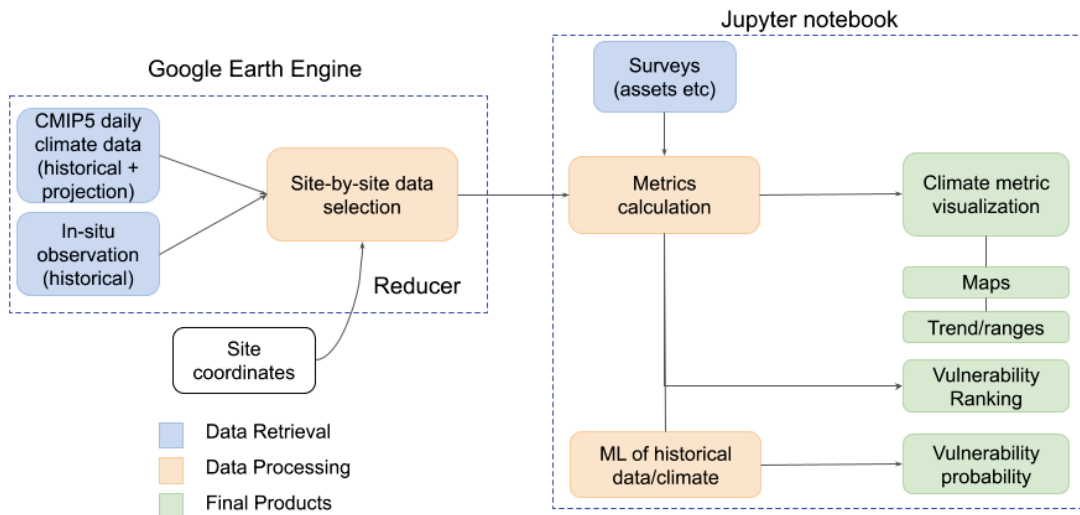 Google Earth Engine
CMIP5 daily
climate data
(historical +
projection)
In-situ
observation
(historical)
Site-by-site data
selection
Reducer
Site
coordinates
Data Retrieval
Data Processing
Final Products
Jupyter notebook
Surveys
(assets etc)
Metrics
calculation
Climate metric
visualization
Maps
Trend/ranges
Vulnerability
Ranking
ML of historical
data/climate
Vulnerability
probability